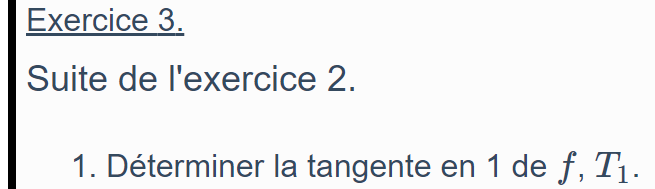 Exercice 3.
Suite de l'exercice 2.
1. Déterminer la tangente en 1 de f, T₁.